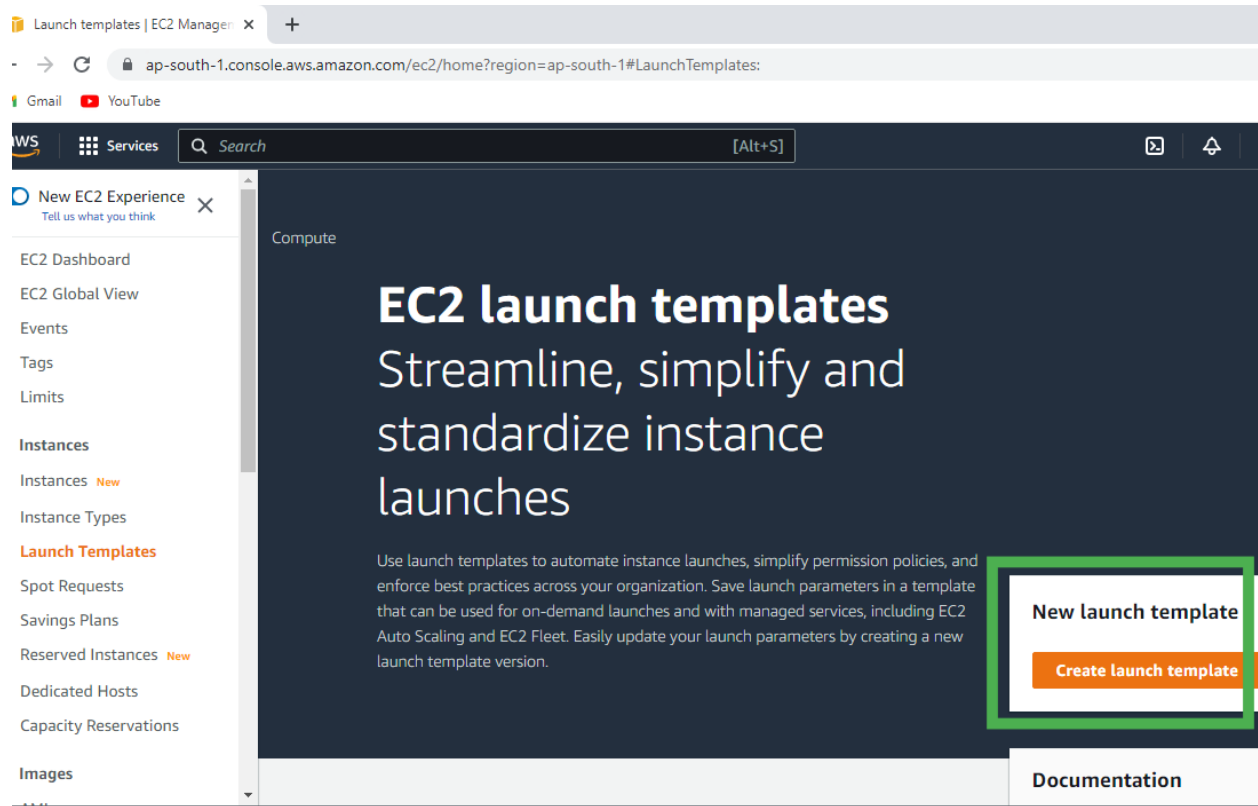 Launch templates | EC2 Manager
ap-south-1.console.aws.amazon.com/ec2/home?region=ap-south-1#LaunchTemplates:
Gmail YouTube
aws Services Search [Alt+S]
New EC2 Experience
Tell us what you think
EC2 Dashboard
EC2 Global View
Events
Tags
Limits
Instances
Instances New
Instance Types
Launch Templates
Spot Requests
Savings Plans
Reserved Instances New
Dedicated Hosts
Capacity Reservations
Images
Compute
EC2 launch templates
Streamline, simplify and
standardize instance
launches
Use launch templates to automate instance launches, simplify permission policies, and
enforce best practices across your organization. Save launch parameters in a template
that can be used for on-demand launches and with managed services, including EC2
Auto Scaling and EC2 Fleet. Easily update your launch parameters by creating a new
launch template version.
New launch template
Create launch template
Documentation